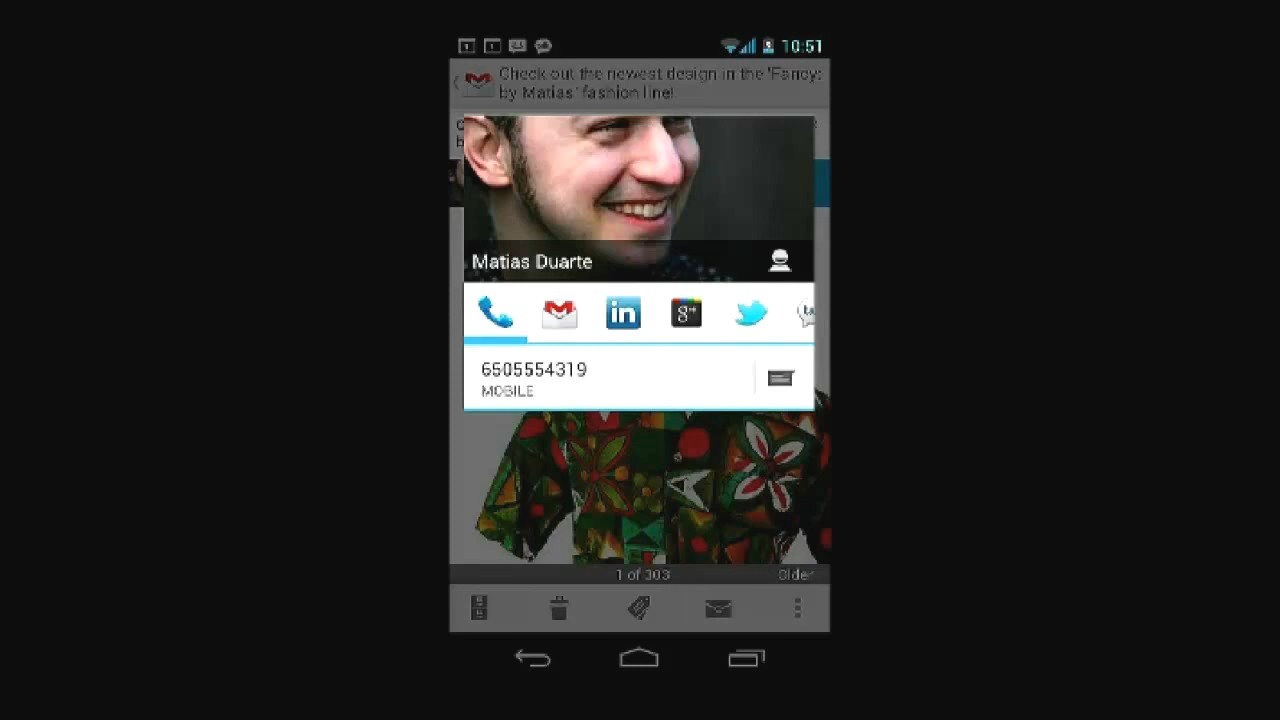 10:51
Check out the newest design in the 'Fancy:
by Matias' fashion line!
Matias Duarte
in
8+
6505554319
MOBILE
1 of 303
Older